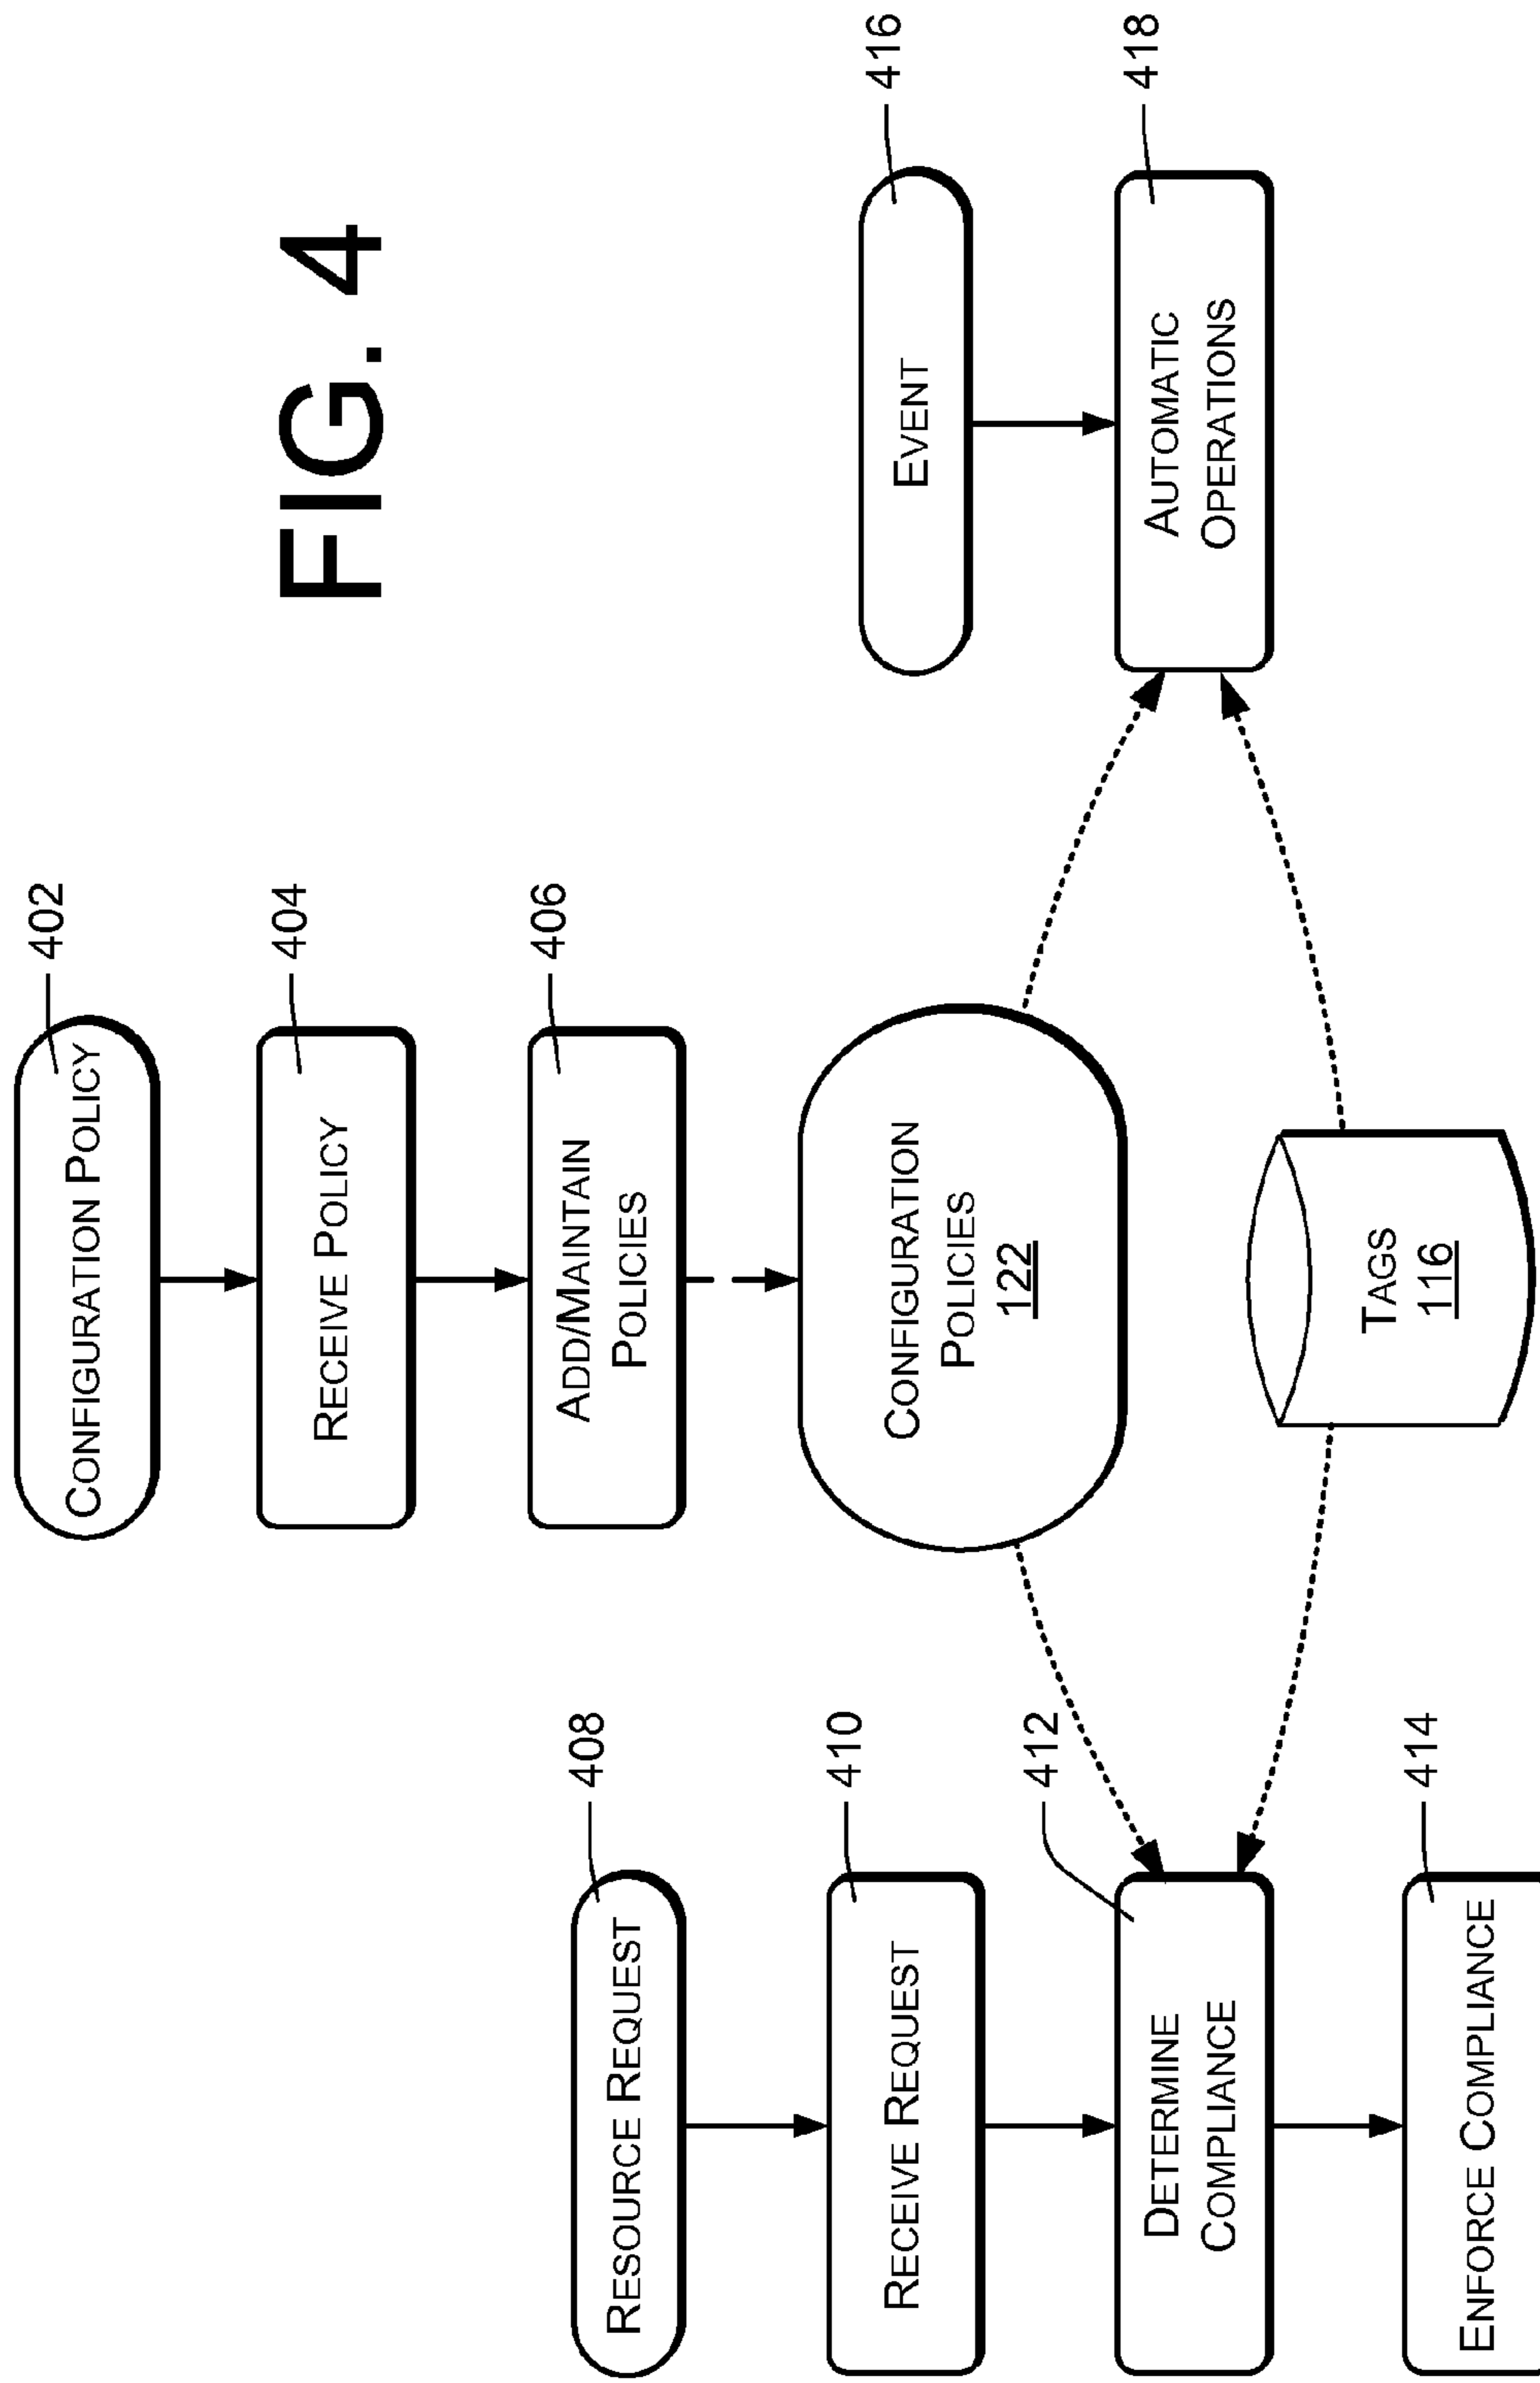 FIG. 4
402
CONFIGURATION POLICY
404
RECEIVE POLICY
406
ADD/MAINTAIN
POLICIES
CONFIGURATION
POLICIES
122
TAGS
116
408
RESOURCE REQUEST
410
RECEIVE REQUEST
412
DETERMINE
COMPLIANCE
414
ENFORCE COMPLIANCE
416
EVENT
418
AUTOMATIC
OPERATIONS